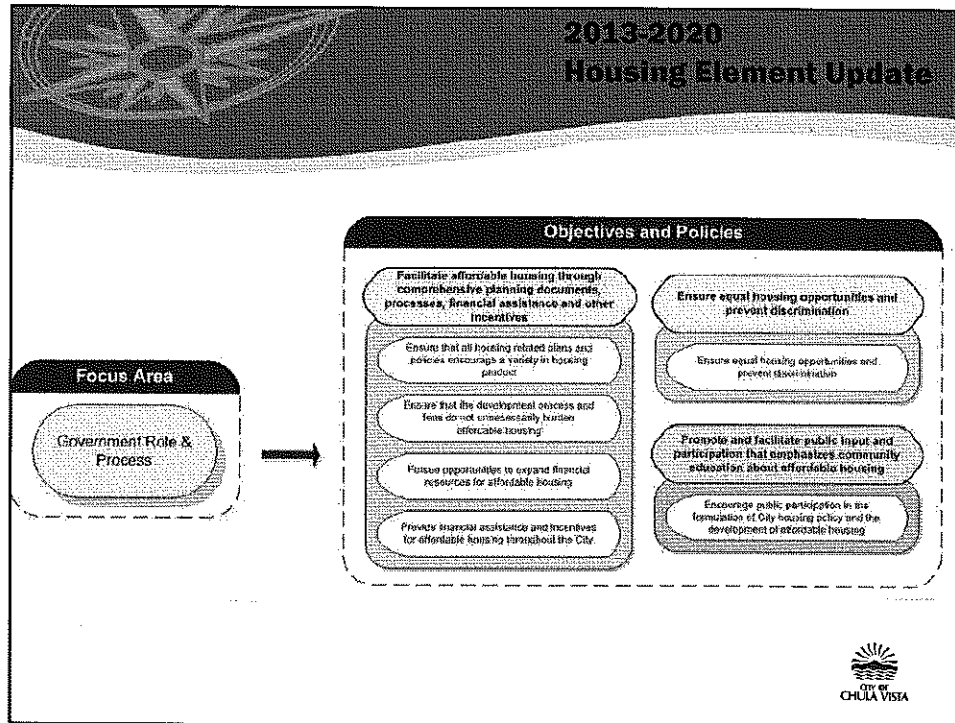 2013-2020
Housing Element Update
Focus Area
Government Role &
Process
Objectives and Policies
Facilitate affordable housing through
comprehensive planning documents,
processes, financial assistance and other
incentives
Ensure that all housing related plans and
policies encourage a variety in housing
product
Ensure that the development process and
fees do not unnecessarily burden
affordable housing
Pursue opportunities to expand financial
resources for affordable housing
Provide financial assistance and incentives
for affordable housing throughout the City
Ensure equal housing opportunities and
prevent discrimination
Ensure equal housing opportunities and
prevent discrimination
Promote and facilitate public input and
participation that emphasizes community
education about affordable housing
Encourage public participation in the
formulation of City housing policy and the
development of affordable housing
CITY OF
CHULA VISTA